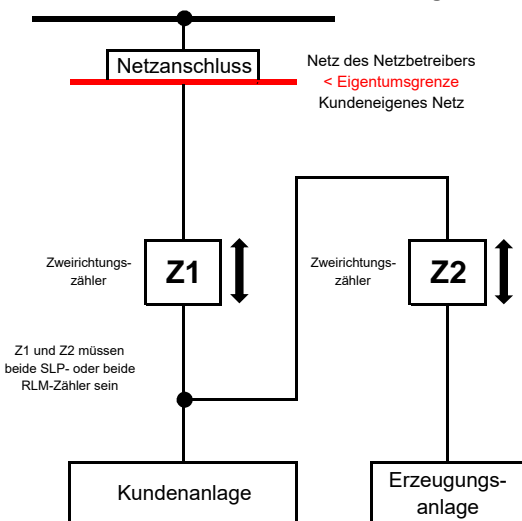 Netzanschluss
Netz des Netzbetreibers
< Eigentumsgrenze
Kundeneigenes Netz
Zweirichtungs-
zähler
Z1
Zweirichtungs-
zähler
Z2
Z1 und Z2 müssen
beide SLP- oder beide
RLM-Zähler sein
Kundenanlage
Erzeugungs-
anlage